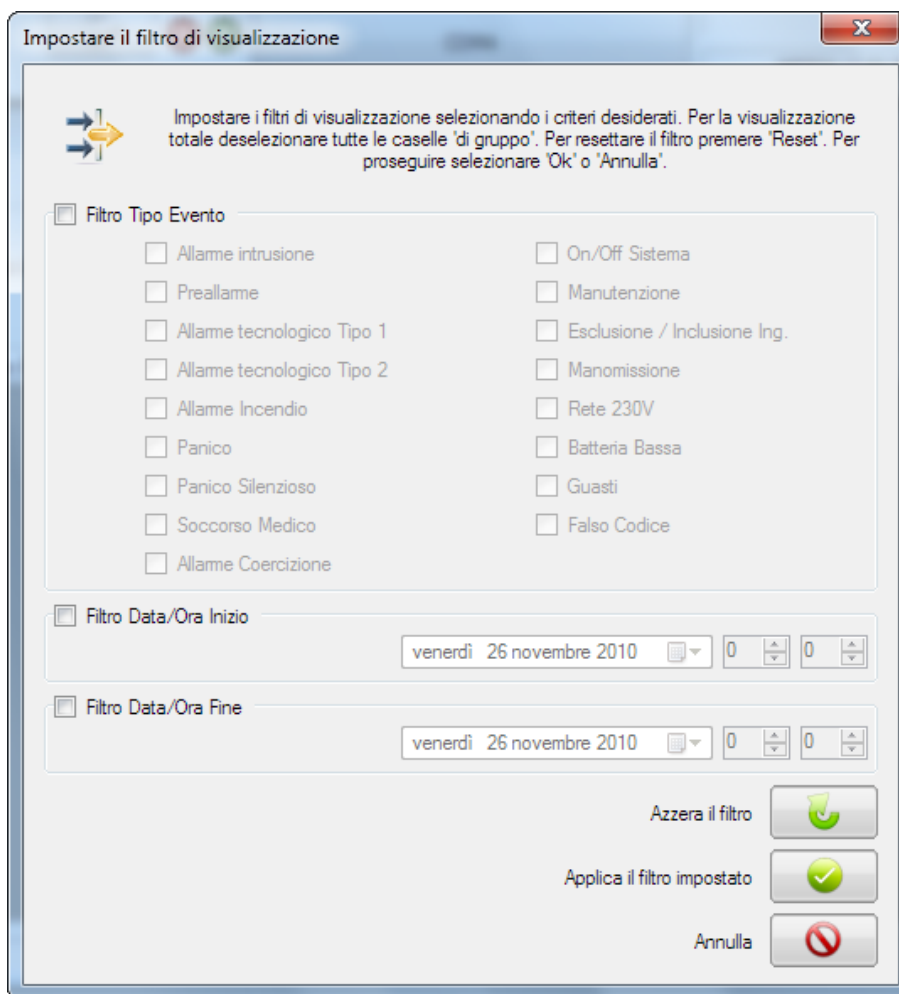 Impostare il filtro di visualizzazione
Impostare i filtri di visualizzazione selezionando i criteri desiderati. Per la visualizzazione
totale deselezionare tutte le caselle 'di gruppo'. Per resettare il filtro premere 'Reset'. Per
proseguire selezionare 'Ok' o 'Annulla'.
Filtro Tipo Evento
Allarme intrusione
Preallarme
Allarme tecnologico Tipo 1
Allarme tecnologico Tipo 2
Allarme Incendio
Panico
Panico Silenzioso
Soccorso Medico
Allarme Coercizione
On/Off Sistema
Manutenzione
Esclusione / Inclusione Ing.
Manomissione
Rete 230V
Batteria Bassa
Guasti
Falso Codice
Filtro Data/Ora Inizio
venerdì 26 novembre 2010 0 0
Filtro Data/Ora Fine
venerdì 26 novembre 2010 0 0
Azzera il filtro
Applica il filtro impostato
Annulla